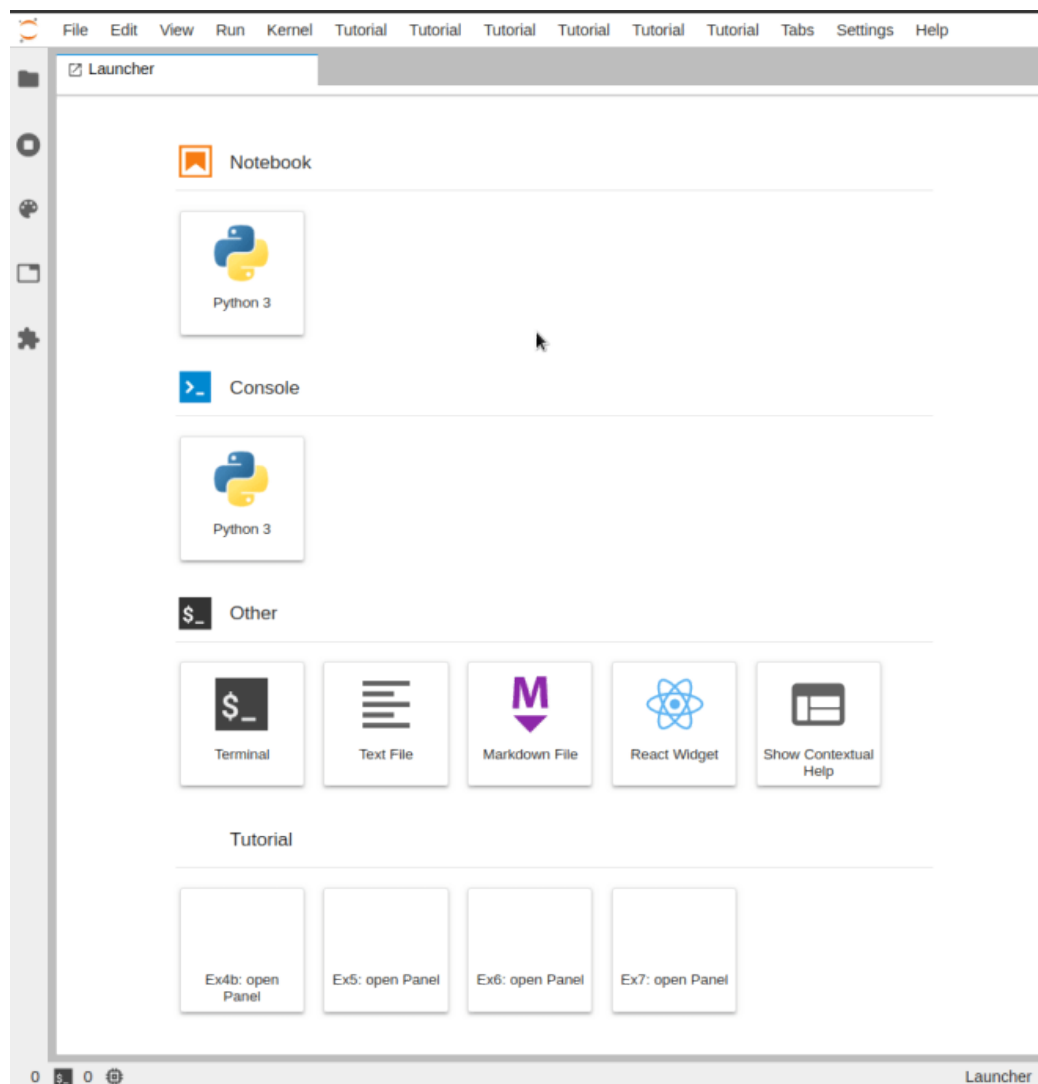 File Edit View Run Kernel Tutorial Tutorial Tutorial Tutorial Tutorial Tutorial Tabs Settings Help
Launcher
Notebook
Python 3
>_ Console
Python 3
$_ Other
$_ M
Terminal Text File Markdown File React Widget Show Contextual
Help
Tutorial
Ex4b: open Ex5: open Panel Ex6: open Panel Ex7: open Panel
Panel
0 $_ 0 Launcher